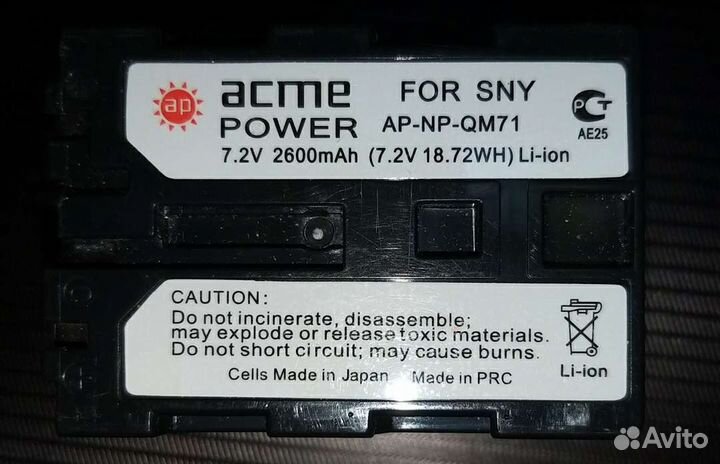 ap acme FOR SNY
POWER AP-NP-QM71
AE25
7.2V 2600mAh (7.2V 18.72WH) Li-ion
CAUTION:
Do not incinerate, disassemble;
may explode or release toxic materials.
Do not short circuit; may cause burns.
Cells Made in Japan Made in PRC
Li-ion
Avito